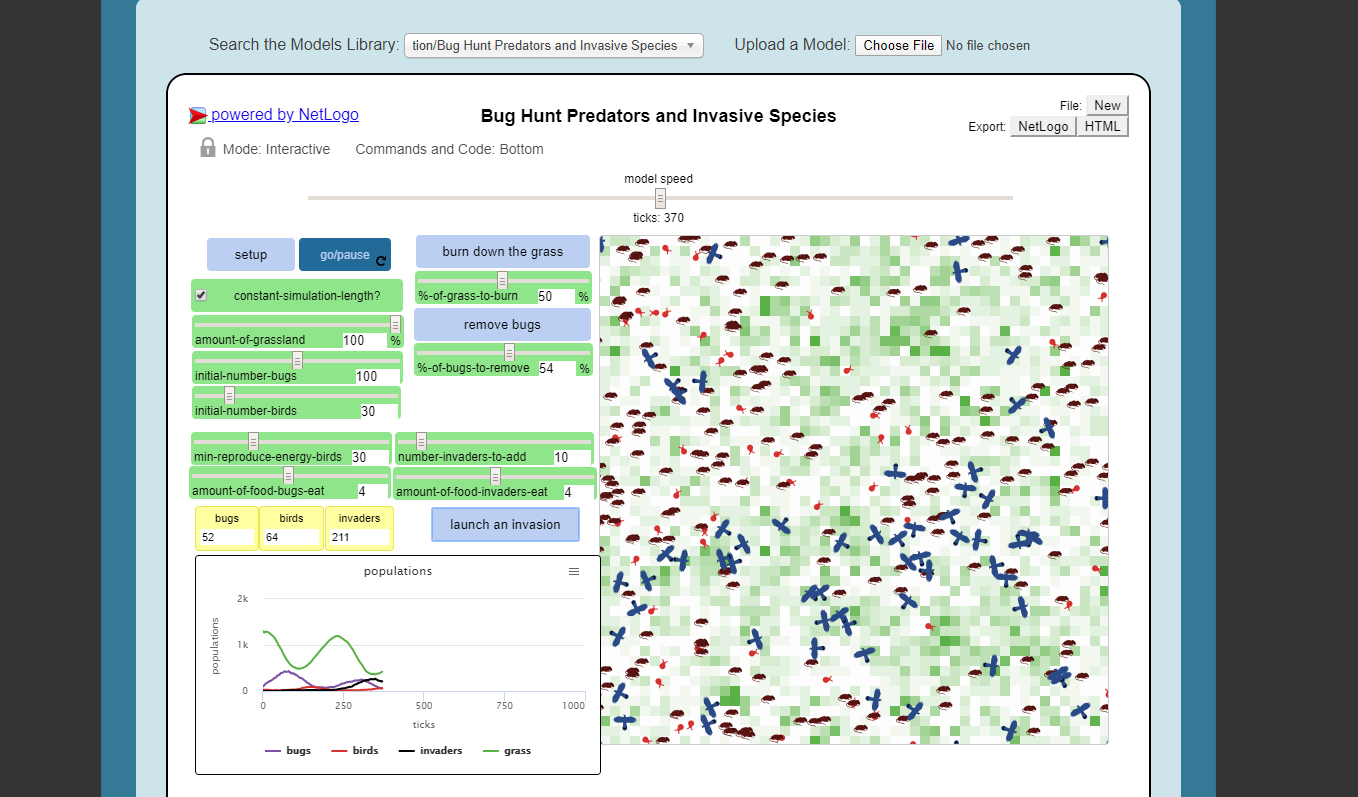 Search the Models Library: tion/Bug Hunt Predators and Invasive Species Upload a Model: Choose File No file chosen
powered by NetLogo
Bug Hunt Predators and Invasive Species
File: New
Export: NetLogo HTML
Mode: Interactive Commands and Code: Bottom
model speed
ticks: 370
setup
go/pause
burn down the grass
constant-simulation-length?
%-of-grass-to-burn 50 %
remove bugs
amount-of-grassland 100 %
%-of-bugs-to-remove 54 %
initial-number-bugs 100
initial-number-birds 30
min-reproduce-energy-birds 30
number-invaders-to-add 10
amount-of-food-bugs-eat 4
amount-of-food-invaders-eat 4
bugs
52
birds
64
invaders
211
launch an invasion
populations
populations
2k
1k
0
0 250 500 750 1000
ticks
bugs birds invaders grass